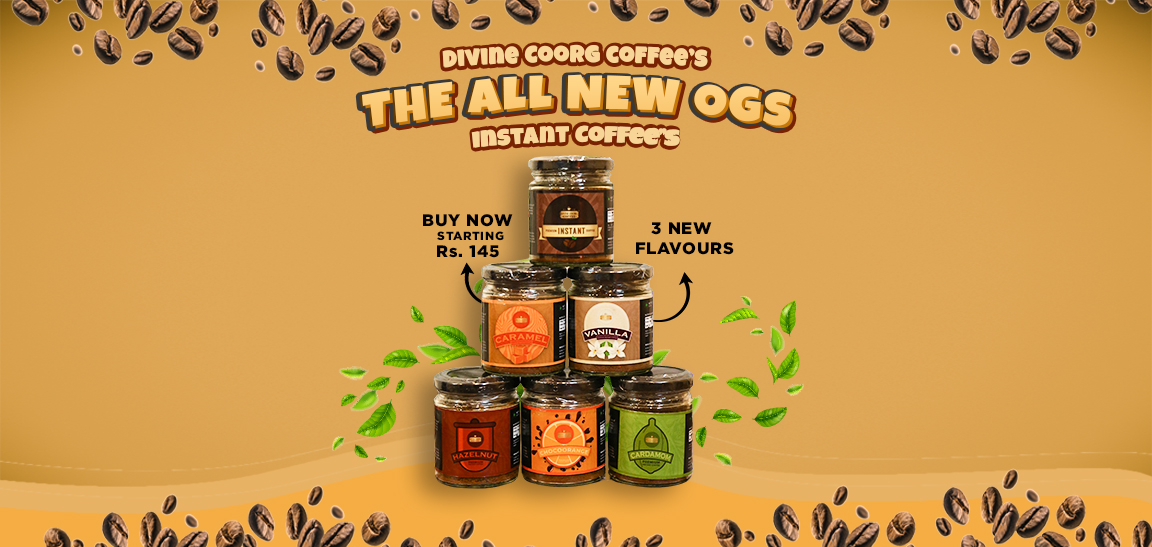 DIVINE COORG COFFEE'S
THE ALL NEW OGS
INSTANT COFFEE'S
BUY NOW
STARTING
Rs. 145
3 NEW
FLAVOURS
INSTANT
CARAMEL
VANILLA
HAZELNUT
CHOCOORANGE
CARDAMOM